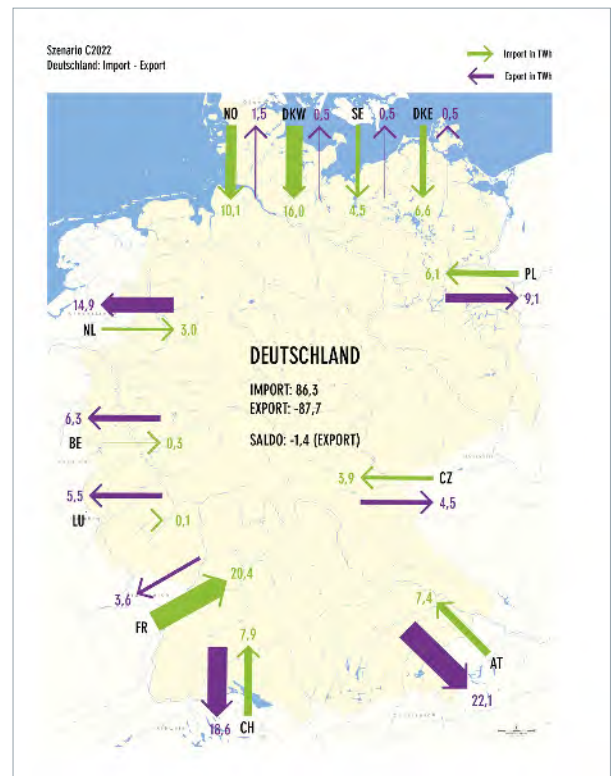 Szenario C2022
Deutschland: Import - Export
Import in TWh
Export in TWh
NO 1,5 DKW 0,5 SE 0,5 DKE 0,5
10,1 16,0 4,5 6,6
6,1 PL
14,9 9,1
NL 3,0
DEUTSCHLAND
IMPORT: 86,3
EXPORT: -87,7
SALDO: -1,4 (EXPORT)
6,3
BE 0,3
3,9 CZ
5,5 4,5
LU 0,1
20,4
3,6 7,4
FR
7,9
AT
22,1
18,6 CH